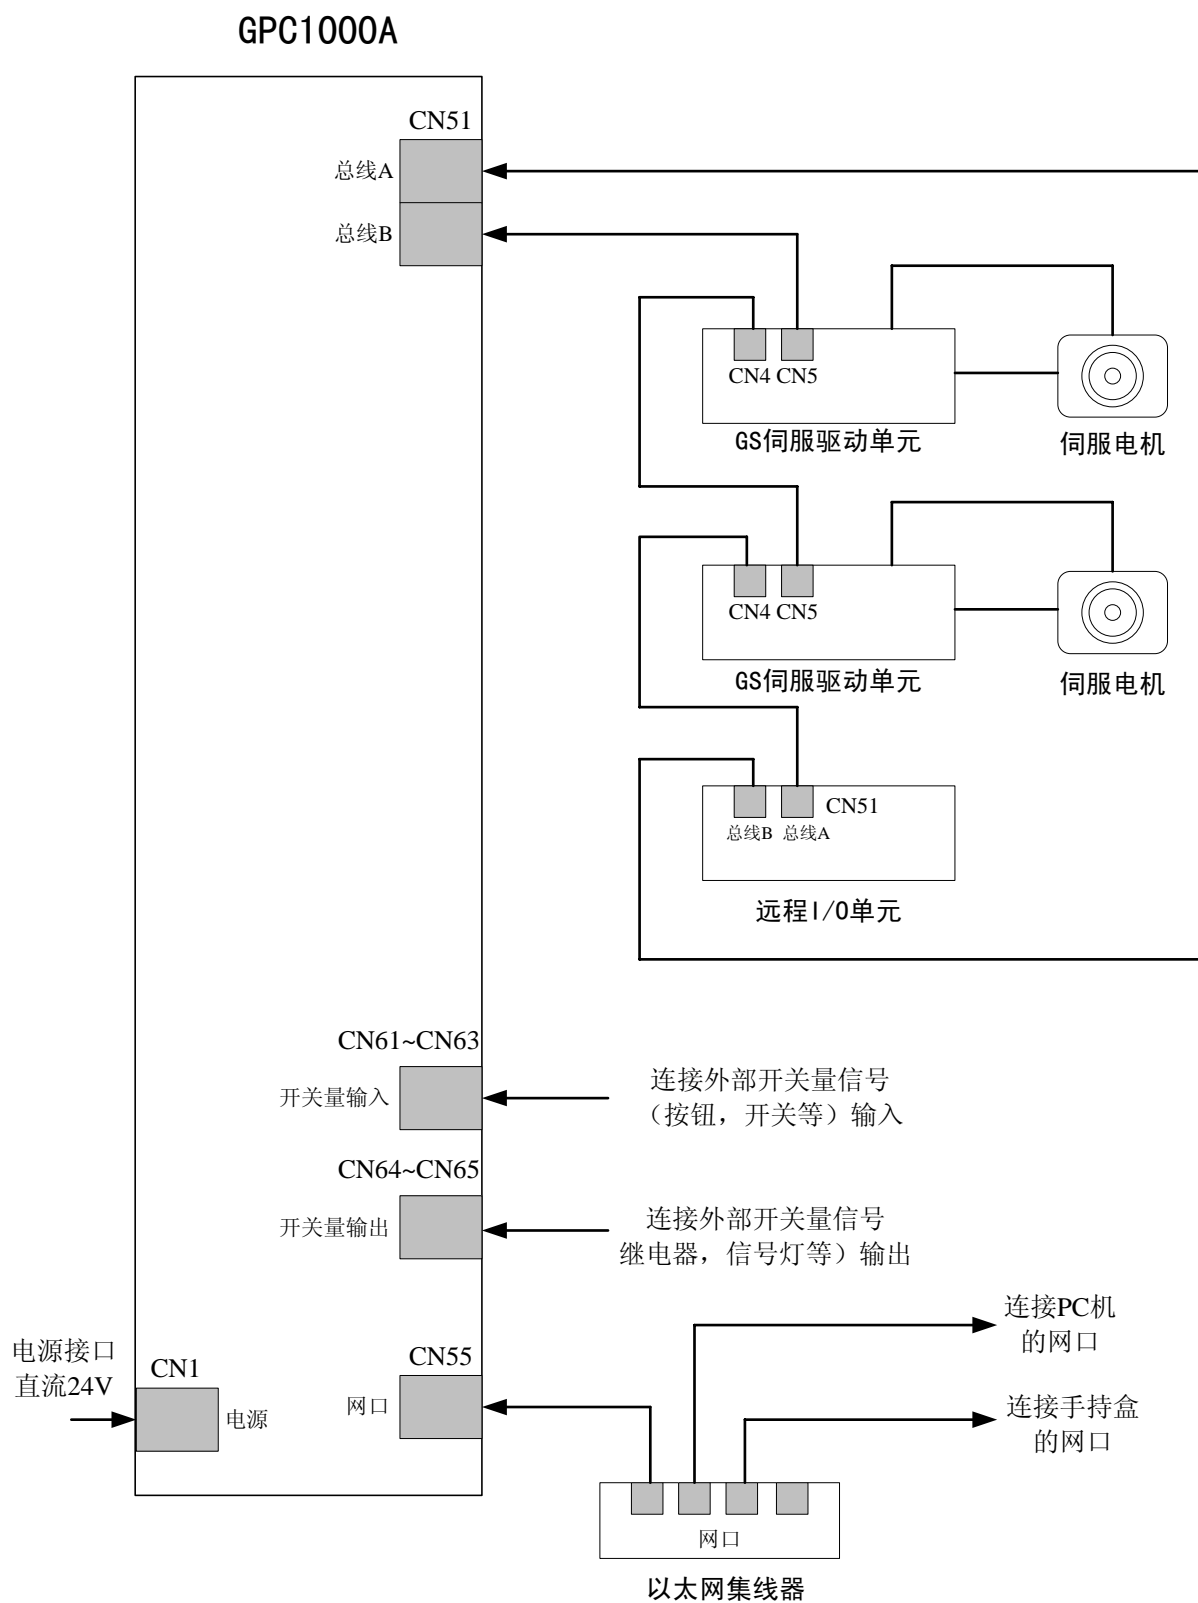 GPC1000A
CN51
总线A
总线B
CN4 CN5
GS伺服驱动单元
伺服电机
CN4 CN5
GS伺服驱动单元
伺服电机
CN51
总线B 总线A
远程I/O单元
CN61~CN63
开关量输入
连接外部开关量信号
（按钮，开关等）输入
CN64~CN65
开关量输出
连接外部开关量信号
继电器，信号灯等）输出
连接PC机
的网口
电源接口
直流24V
CN1
电源
CN55
网口
连接手持盒
的网口
网口
以太网集线器